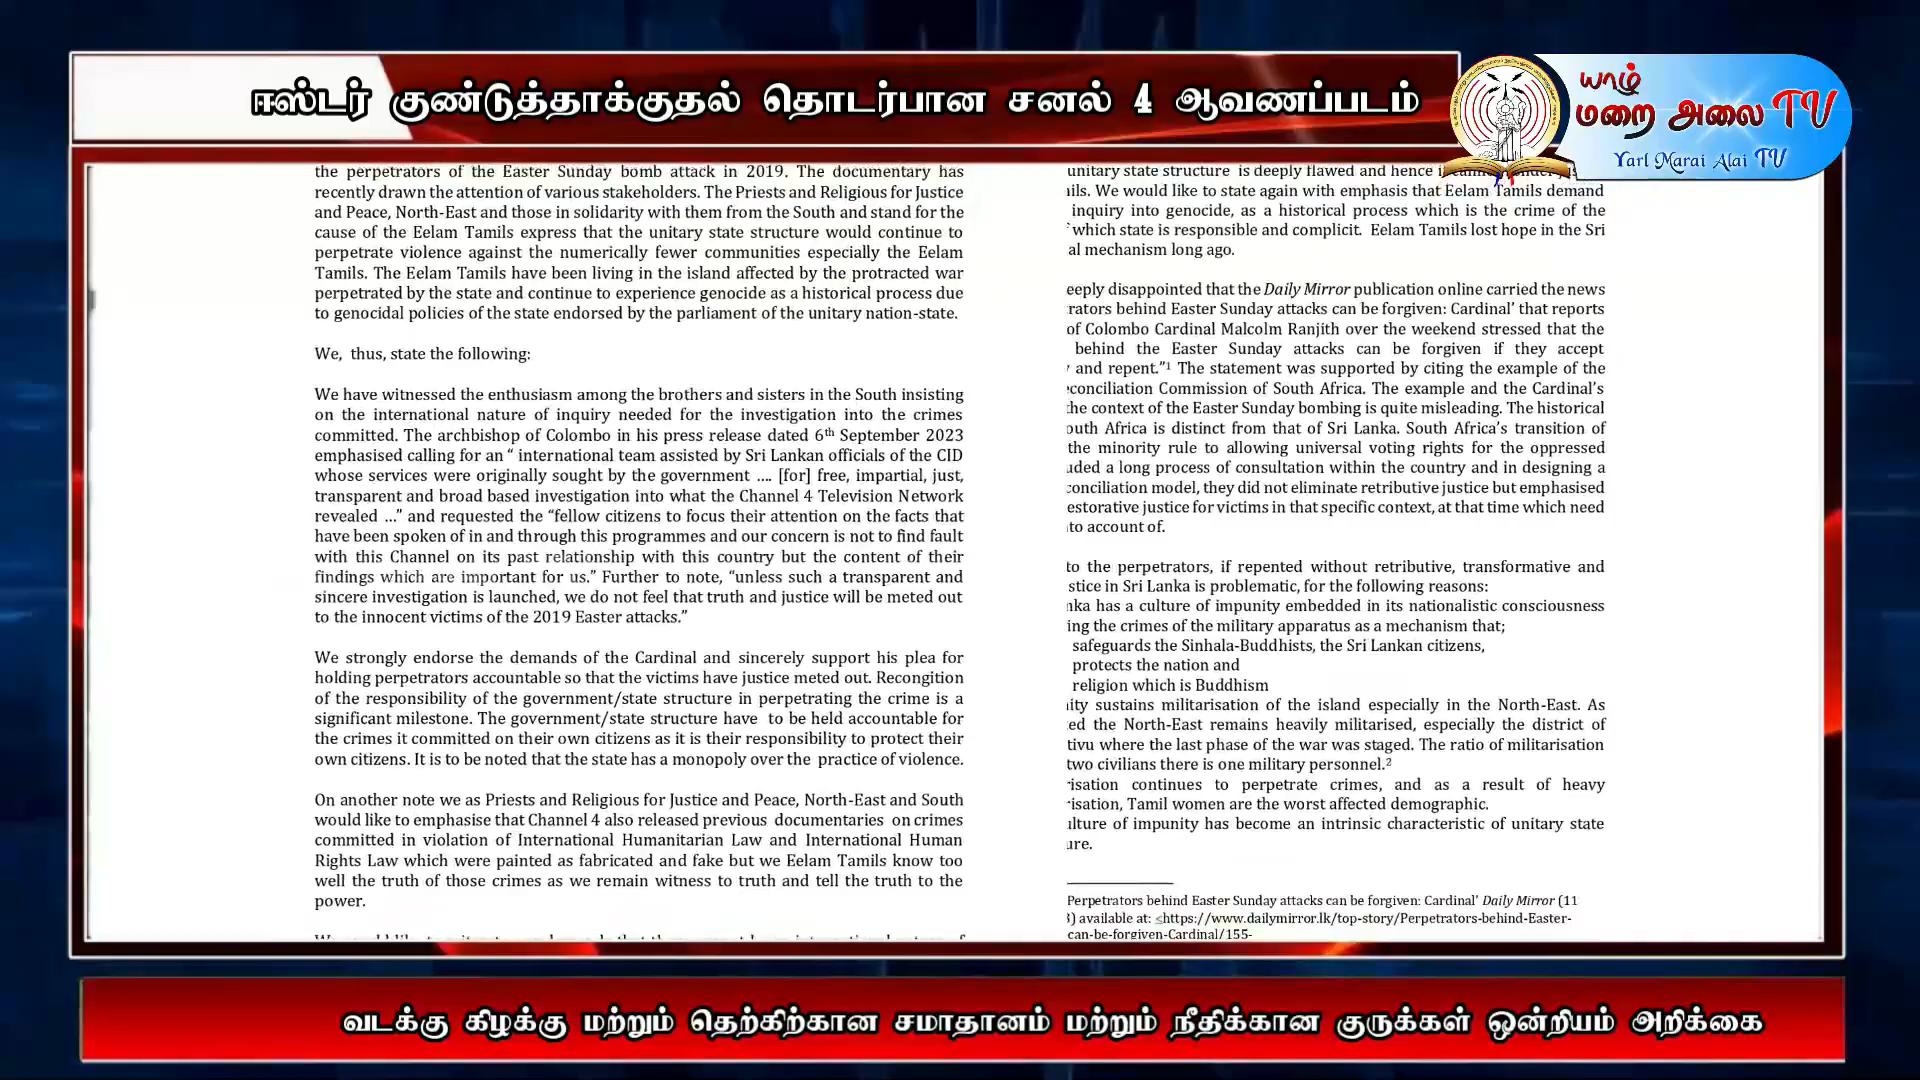 ஈஸ்டர் குண்டுத்தாக்குதல் தொடர்பான சனல் 4 ஆவணப்படம்
யாழ்
மறை அலை TV
Yarl Marai Alai TV
the perpetrators of the Easter Sunday bomb attack in 2019. The documentary has
recently drawn the attention of various stakeholders. The Priests and Religious for Justice
and Peace, North-East and those in solidarity with them from the South and stand for the
cause of the Eelam Tamils express that the unitary state structure would continue to
perpetrate violence against the numerically fewer communities especially the Eelam
Tamils. The Eelam Tamils have been living in the island affected by the protracted war
perpetrated by the state and continue to experience genocide as a historical process due
to genocidal policies of the state endorsed by the parliament of the unitary nation-state.
We, thus, state the following:
We have witnessed the enthusiasm among the brothers and sisters in the South insisting
on the international nature of inquiry needed for the investigation into the crimes
committed. The archbishop of Colombo in his press release dated 6th September 2023
emphasised calling for an “ international team assisted by Sri Lankan officials of the CID
whose services were originally sought by the government .... [for] free, impartial, just,
transparent and broad based investigation into what the Channel 4 Television Network
revealed ...” and requested the “fellow citizens to focus their attention on the facts that
have been spoken of in and through this programmes and our concern is not to find fault
with this Channel on its past relationship with this country but the content of their
findings which are important for us.” Further to note, “unless such a transparent and
sincere investigation is launched, we do not feel that truth and justice will be meted out
to the innocent victims of the 2019 Easter attacks.”
We strongly endorse the demands of the Cardinal and sincerely support his plea for
holding perpetrators accountable so that the victims have justice meted out. Recongition
of the responsibility of the government/state structure in perpetrating the crime is a
significant milestone. The government/state structure have to be held accountable for
the crimes it committed on their own citizens as it is their responsibility to protect their
own citizens. It is to be noted that the state has a monopoly over the practice of violence.
On another note we as Priests and Religious for Justice and Peace, North-East and South
would like to emphasise that Channel 4 also released previous documentaries on crimes
committed in violation of International Humanitarian Law and International Human
Rights Law which were painted as fabricated and fake but we Eelam Tamils know too
well the truth of those crimes as we remain witness to truth and tell the truth to the
power.
unitary state structure is deeply flawed and hence
ils. We would like to state again with emphasis that Eelam Tamils demand
inquiry into genocide, as a historical process which is the crime of the
which state is responsible and complicit. Eelam Tamils lost hope in the Sri
al mechanism long ago.
eeply disappointed that the Daily Mirror publication online carried the news
rators behind Easter Sunday attacks can be forgiven: Cardinal’ that reports
of Colombo Cardinal Malcolm Ranjith over the weekend stressed that the
behind the Easter Sunday attacks can be forgiven if they accept
and repent.”1 The statement was supported by citing the example of the
econciliation Commission of South Africa. The example and the Cardinal’s
the context of the Easter Sunday bombing is quite misleading. The historical
outh Africa is distinct from that of Sri Lanka. South Africa’s transition of
the minority rule to allowing universal voting rights for the oppressed
uded a long process of consultation within the country and in designing a
conciliation model, they did not eliminate retributive justice but emphasised
estorative justice for victims in that specific context, at that time which need
to account of.
to the perpetrators, if repented without retributive, transformative and
stice in Sri Lanka is problematic, for the following reasons:
nka has a culture of impunity embedded in its nationalistic consciousness
ing the crimes of the military apparatus as a mechanism that;
safeguards the Sinhala-Buddhists, the Sri Lankan citizens,
protects the nation and
religion which is Buddhism
ity sustains militarisation of the island especially in the North-East. As
ed the North-East remains heavily militarised, especially the district of
tivu where the last phase of the war was staged. The ratio of militarisation
two civilians there is one military personnel.2
risation continues to perpetrate crimes, and as a result of heavy
risation, Tamil women are the worst affected demographic.
ulture of impunity has become an intrinsic characteristic of unitary state
ure.
Perpetrators behind Easter Sunday attacks can be forgiven: Cardinal’ Daily Mirror (11
3) available at: <https://www.dailymirror.lk/top-story/Perpetrators-behind-Easter-
can-be-forgiven-Cardinal/155-
வடக்கு கிழக்கு மற்றும் தெற்கிற்கான சமாதானம் மற்றும் நீதிக்கான குருக்கள் ஒன்றியம் அறிக்கை